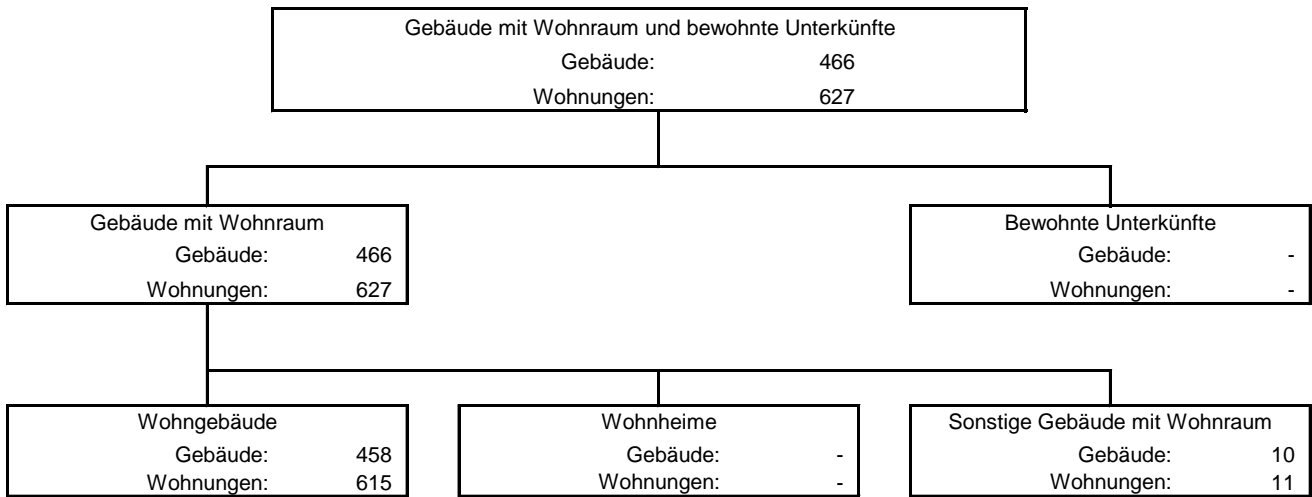 Gebäude mit Wohnraum und bewohnte Unterkünfte
Gebäude: 466
Wohnungen: 627
Gebäude mit Wohnraum
Gebäude: 466
Wohnungen: 627
Bewohnte Unterkünfte
Gebäude: -
Wohnungen: -
Wohngebäude
Gebäude: 458
Wohnungen: 615
Wohnheime
Gebäude: -
Wohnungen: -
Sonstige Gebäude mit Wohnraum
Gebäude: 10
Wohnungen: 11